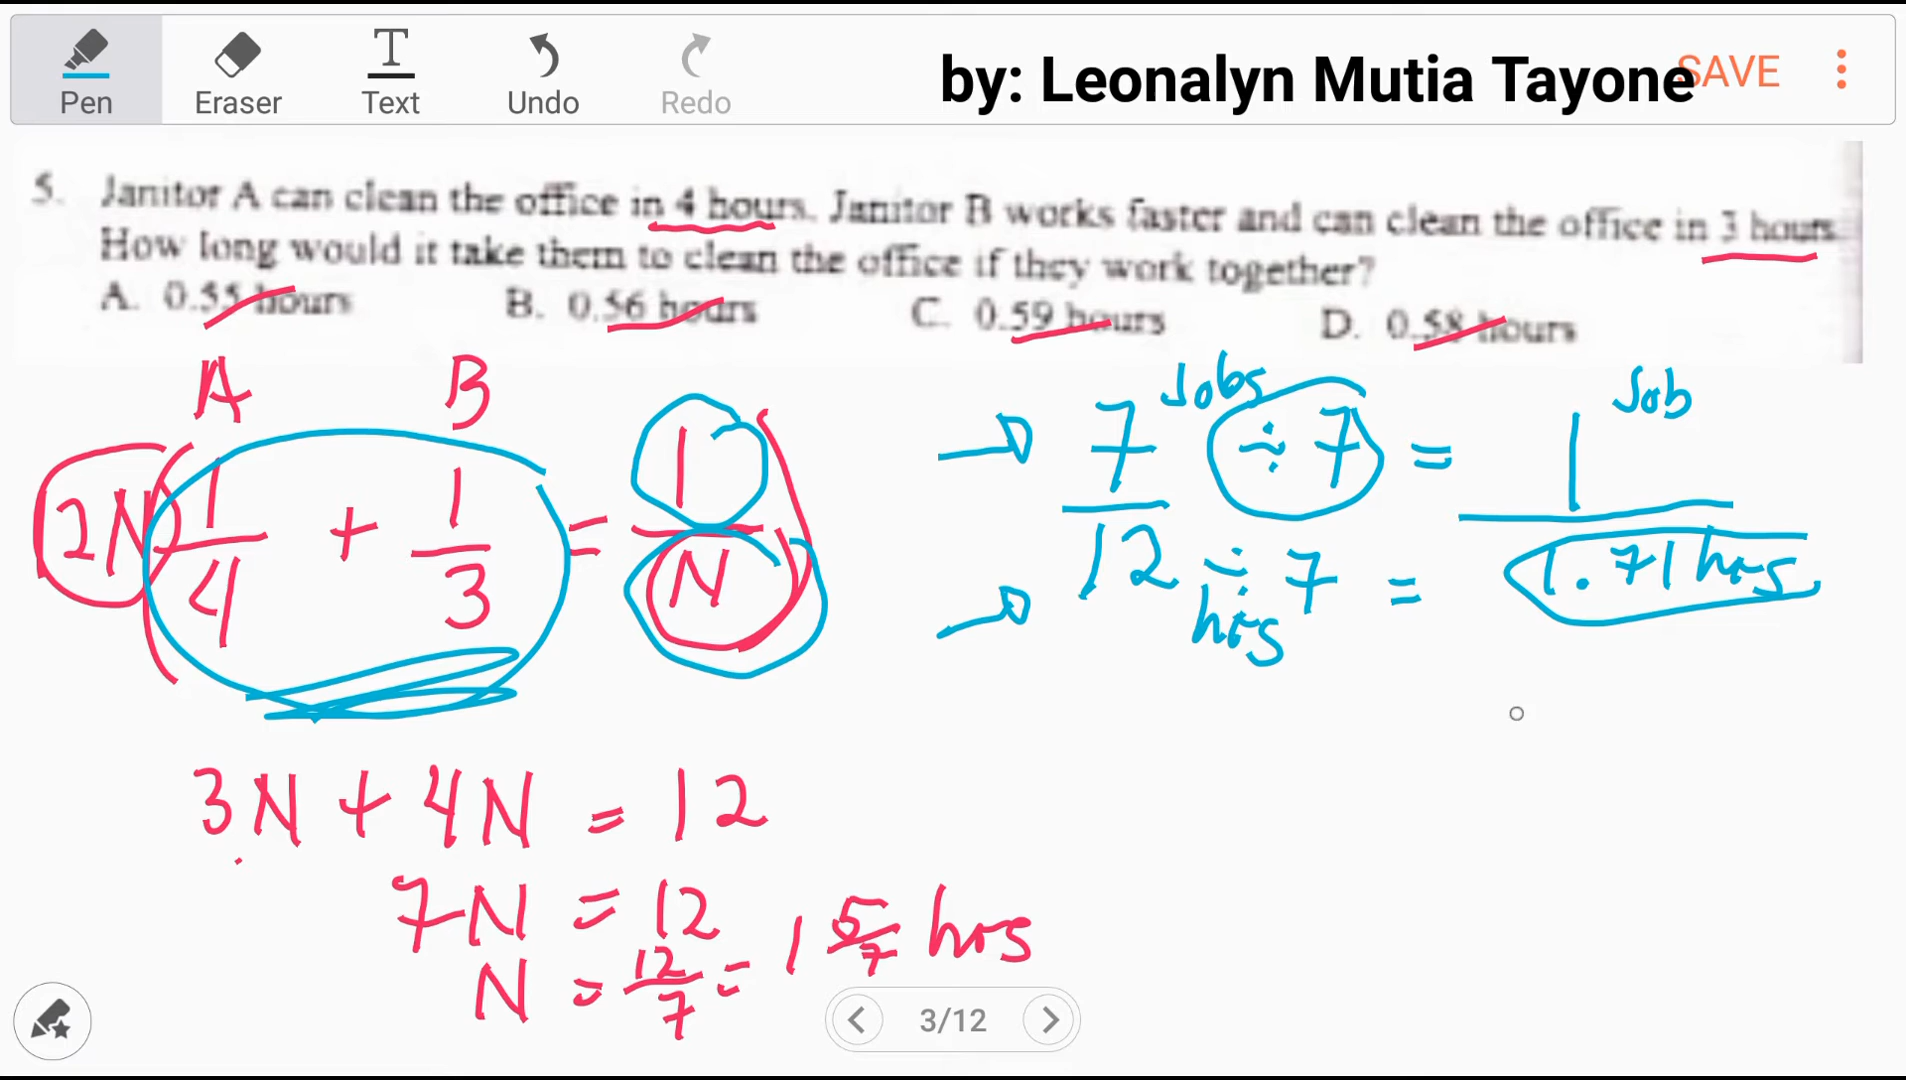 Pen
Eraser
Text
Undo
Redo
by: Leonalyn Mutia Tayone
SAVE
5. Janitor A can clean the office in 4 hours. Janitor B works faster and can clean the office in 3 hours.
How long would it take them to clean the office if they work together?
A. 0.55 hours B. 0.56 hours C. 0.59 hours D. 0.58 hours
A B
12N ( 1/4 + 1/3 = 1/N )
→ 7 Jobs ÷ 7 = 1 Job
→ 12 hrs ÷ 7 = 1.71 hrs
3N + 4N = 12
7N = 12
N = 12/7 = 1 5/7 hrs
3/12